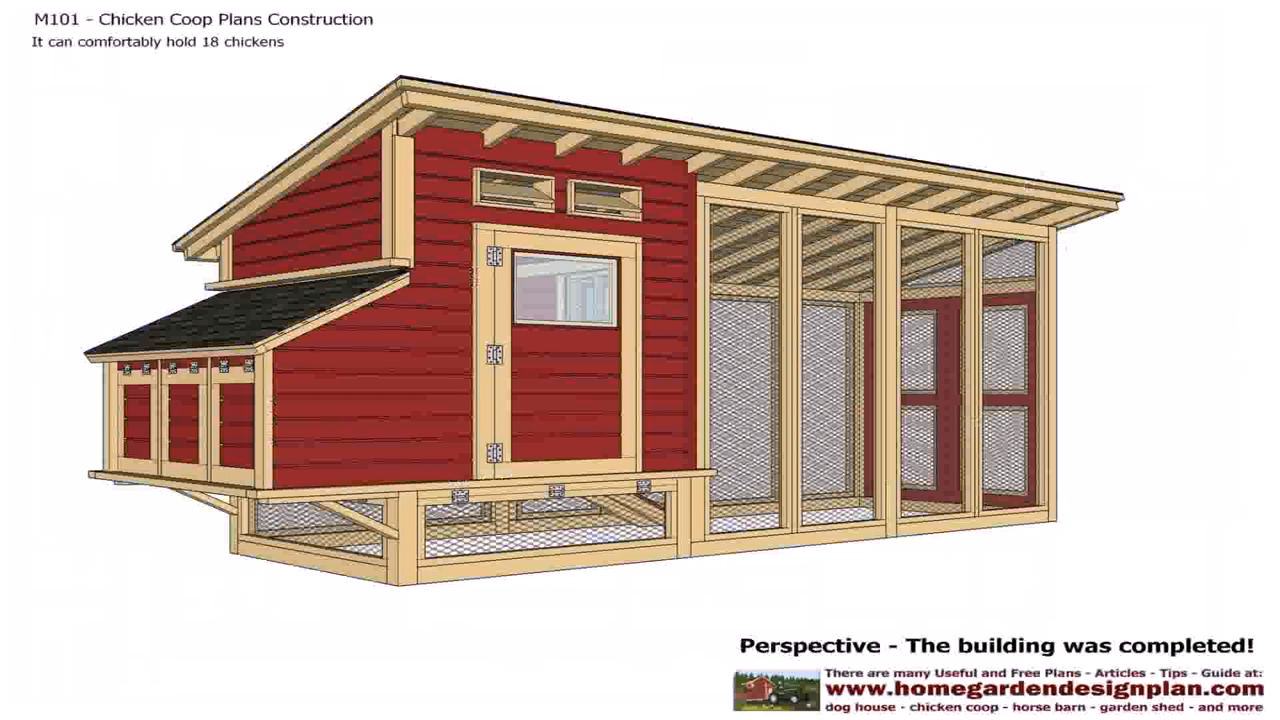 M101 - Chicken Coop Plans Construction
It can comfortably hold 18 chickens
Perspective - The building was completed!
There are many Useful and Free Plans - Articles - Tips - Guide at:
www.homegardendesignplan.com
dog house - chicken coop - horse barn - garden shed - and more